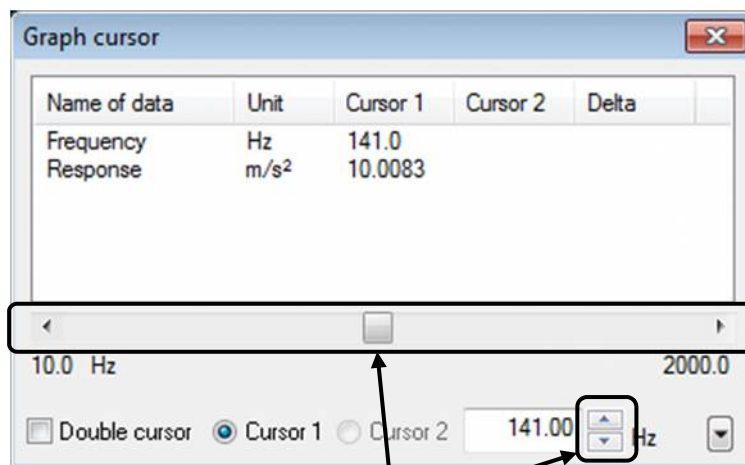 Graph cursor
Name of data Unit Cursor 1 Cursor 2 Delta
Frequency Hz 141.0
Response m/s² 10.0083
10.0 Hz 2000.0
Double cursor Cursor 1 Cursor 2 141.00 Hz